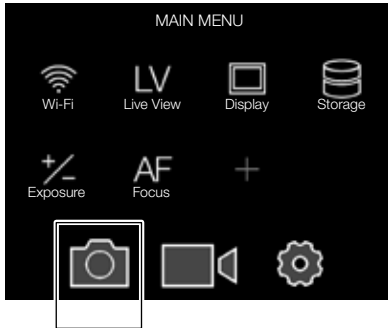 MAIN MENU
LV
Wi-Fi
Live View
Display
Storage
+/-
AF
Exposure
Focus
+